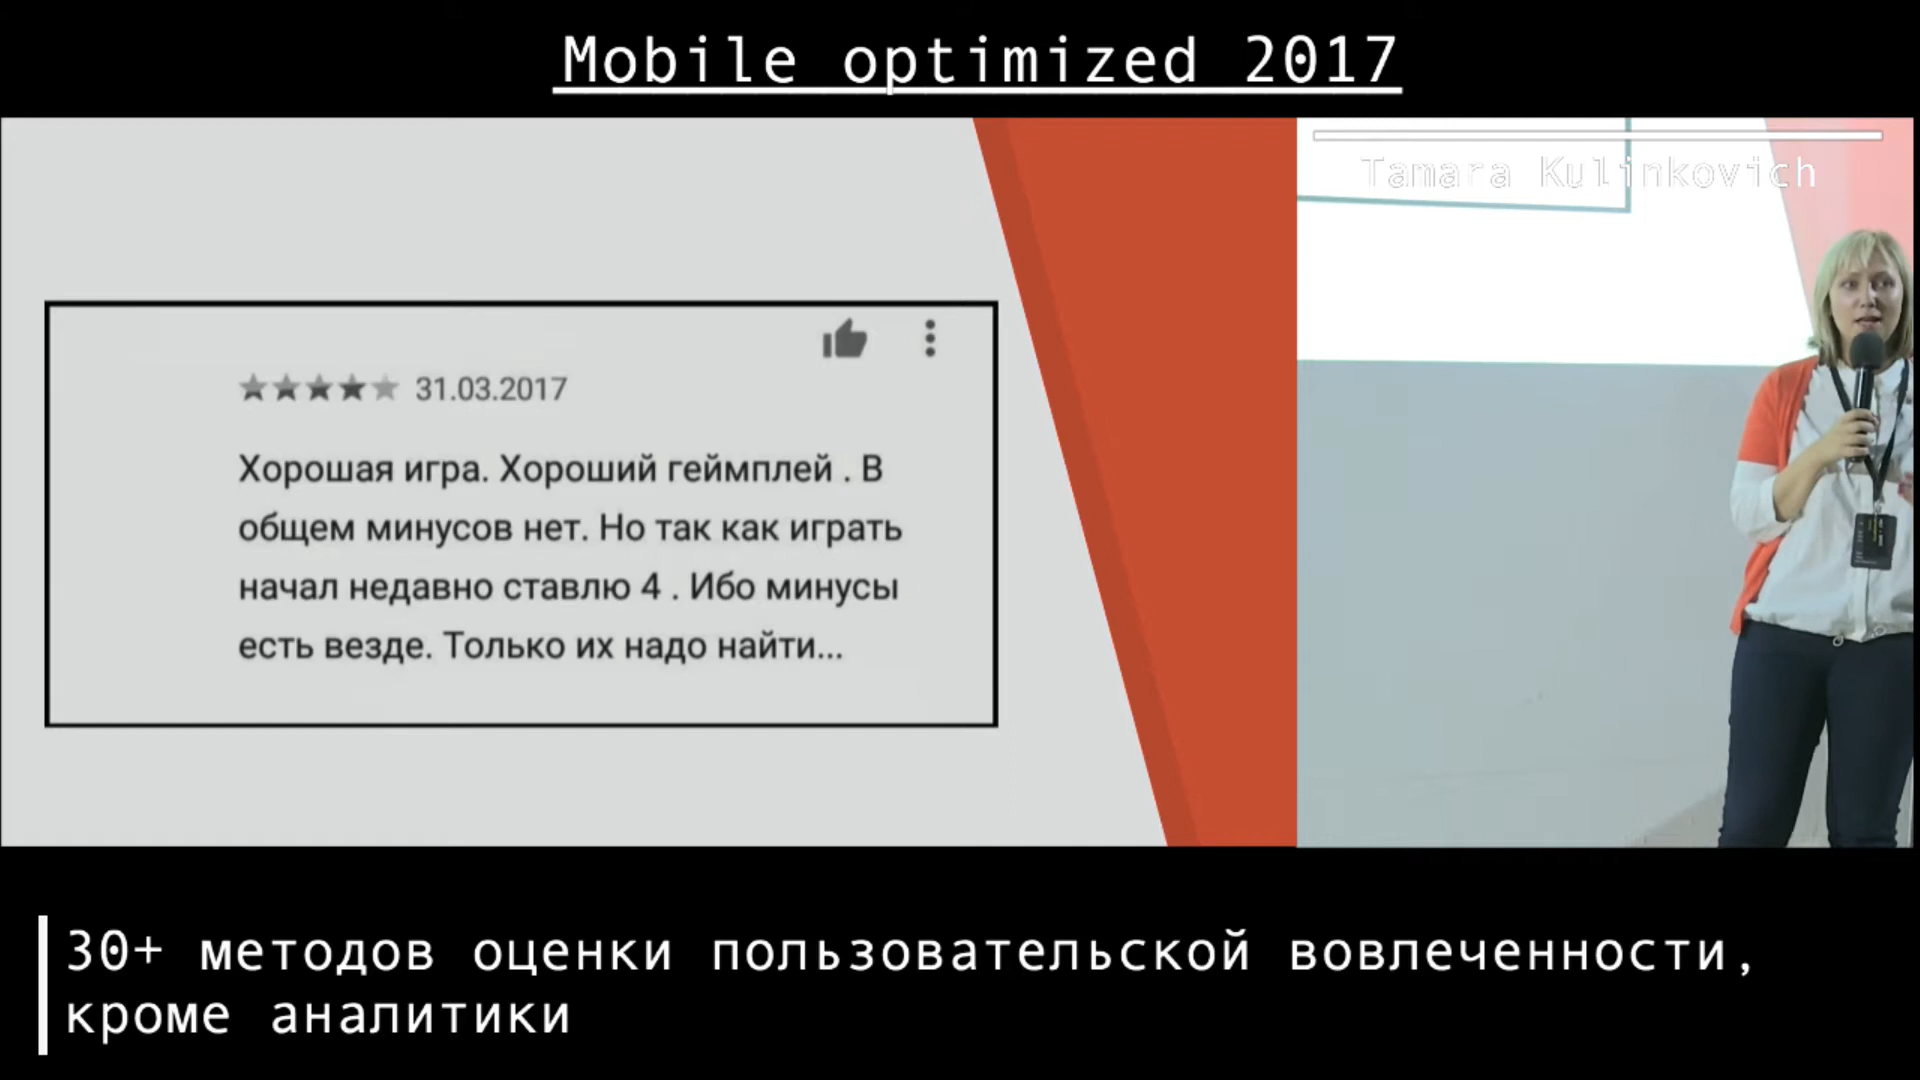 Mobile optimized 2017
Tamara Kulinkovich
31.03.2017
Хорошая игра. Хороший геймплей . В
общем минусов нет. Но так как играть
начал недавно ставлю 4 . Ибо минусы
есть везде. Только их надо найти...
30+ методов оценки пользовательской вовлеченности,
кроме аналитики